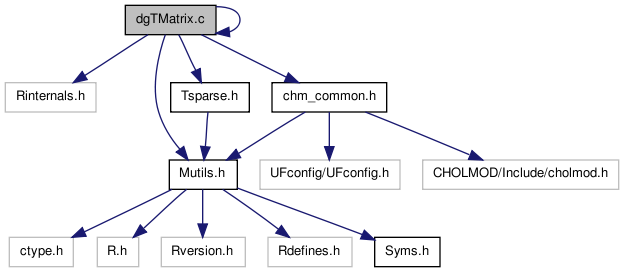 dgTMatrix.c
Rinternals.h
Tsparse.h
chm_common.h
Mutils.h
UFconfig/UFconfig.h
CHOLMOD/Include/cholmod.h
ctype.h
R.h
Rversion.h
Rdefines.h
Syms.h